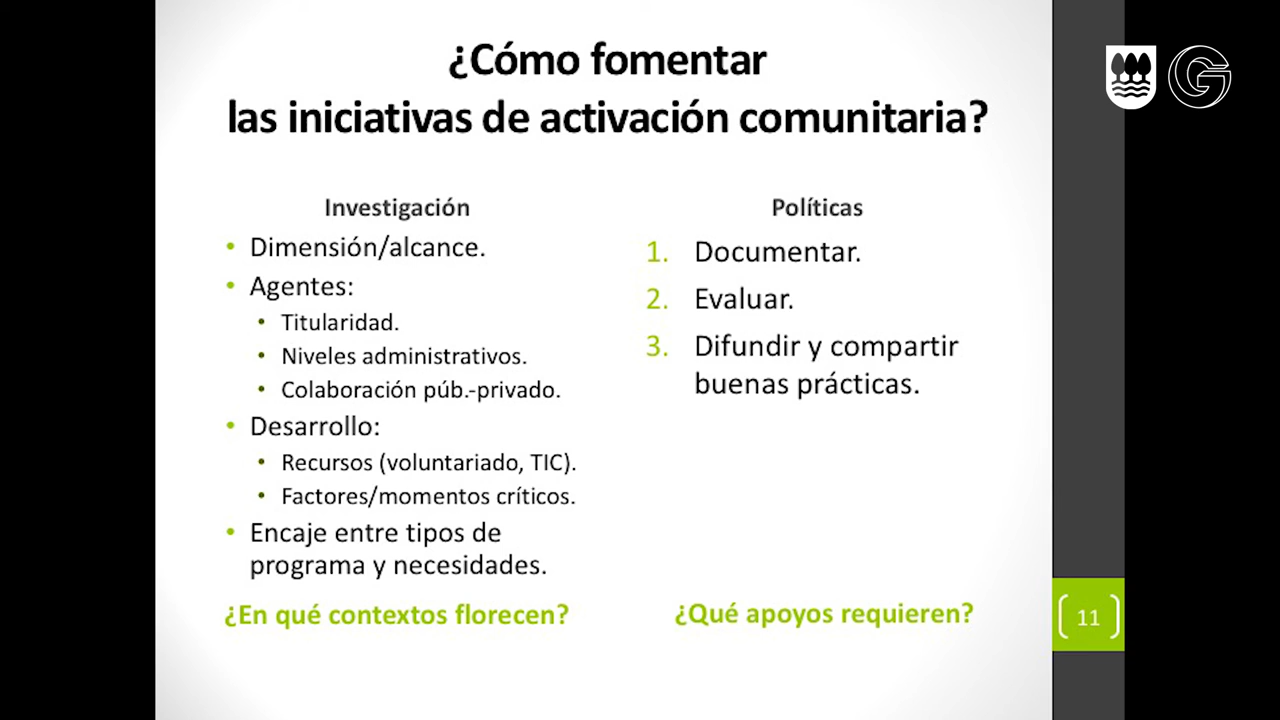 ¿Cómo fomentar
las iniciativas de activación comunitaria?
Investigación
• Dimensión/alcance.
• Agentes:
• Titularidad.
• Niveles administrativos.
• Colaboración púb.-privado.
• Desarrollo:
• Recursos (voluntariado, TIC).
• Factores/momentos críticos.
• Encaje entre tipos de
programa y necesidades.
¿En qué contextos florecen?
Políticas
1. Documentar.
2. Evaluar.
3. Difundir y compartir
buenas prácticas.
¿Qué apoyos requieren?
11
G